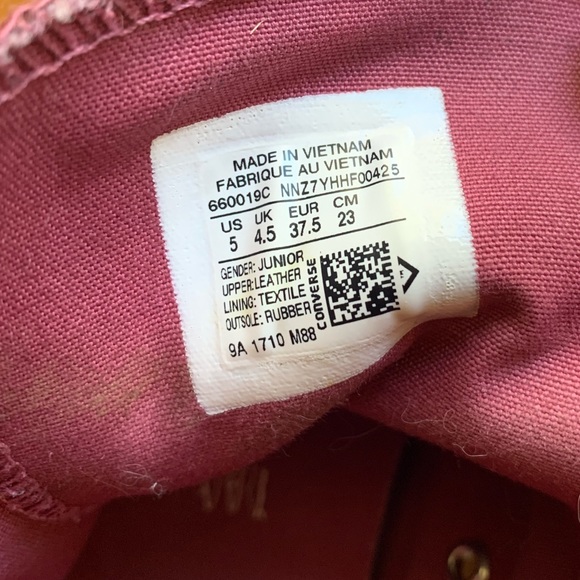 MADE IN VIETNAM
FABRIQUE AU VIETNAM
660019C NNZ7YHHF00425
US UK EUR CM
5 4.5 37.5 23
GENDER: JUNIOR
UPPER: LEATHER
LINING: TEXTILE
OUTSOLE: RUBBER
CONVERSE
9A 1710 M88